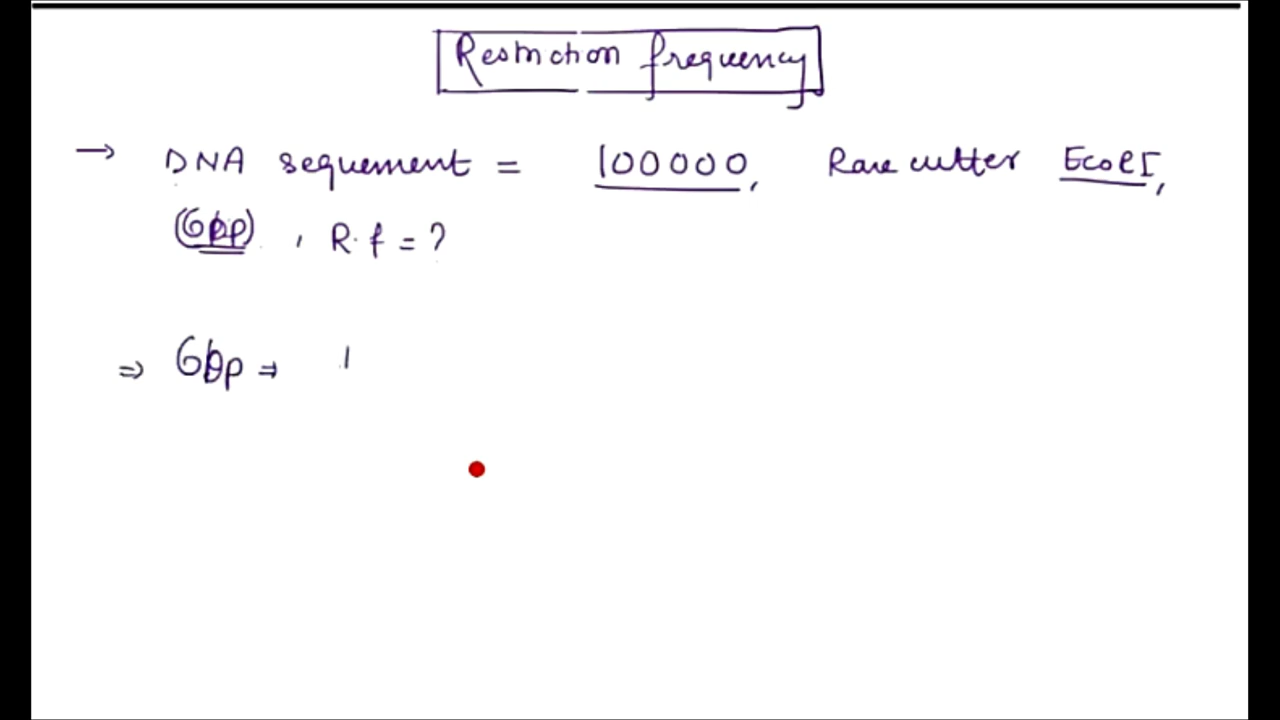 Restriction frequency
→ DNA sequement = 100000, Rare cutter EcoRI,
(6bp), R.f = ?
⇒ 6bp ⇒ 1